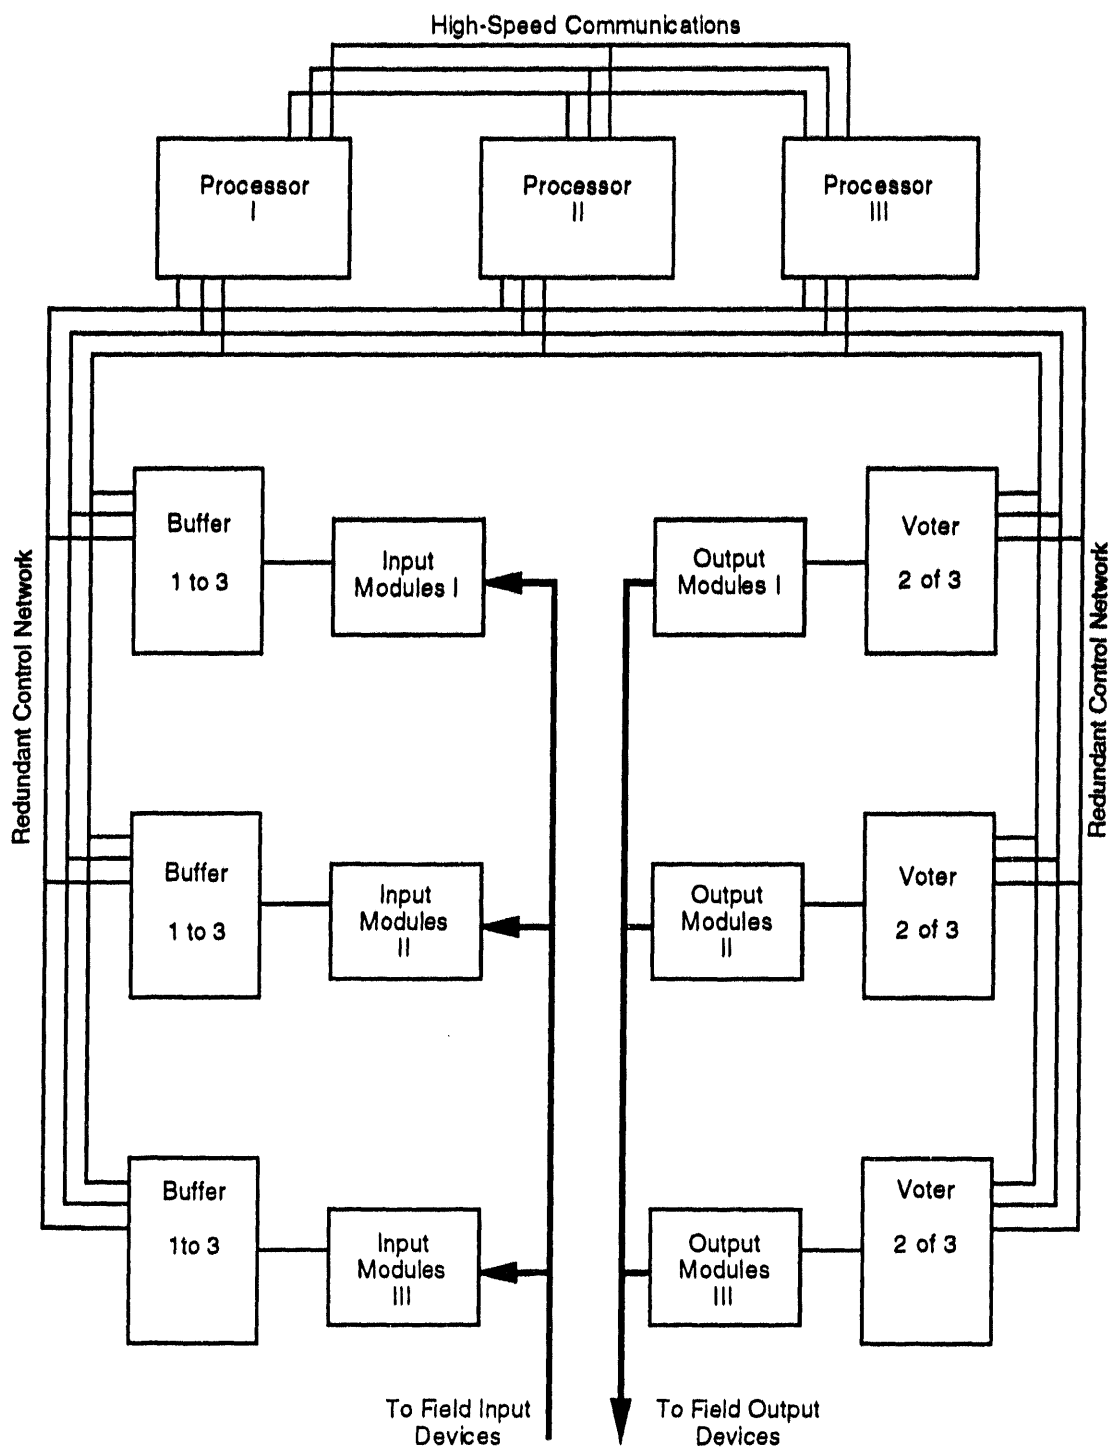 High-Speed Communications
Processor
I
Processor
II
Processor
III
Redundant Control Network
Buffer
1 to 3
Input
Modules I
Output
Modules I
Voter
2 of 3
Redundant Control Network
Buffer
1 to 3
Input
Modules
II
Output
Modules
II
Voter
2 of 3
Buffer
1to 3
Input
Modules
III
Output
Modules
III
Voter
2 of 3
To Field Input
Devices
To Field Output
Devices